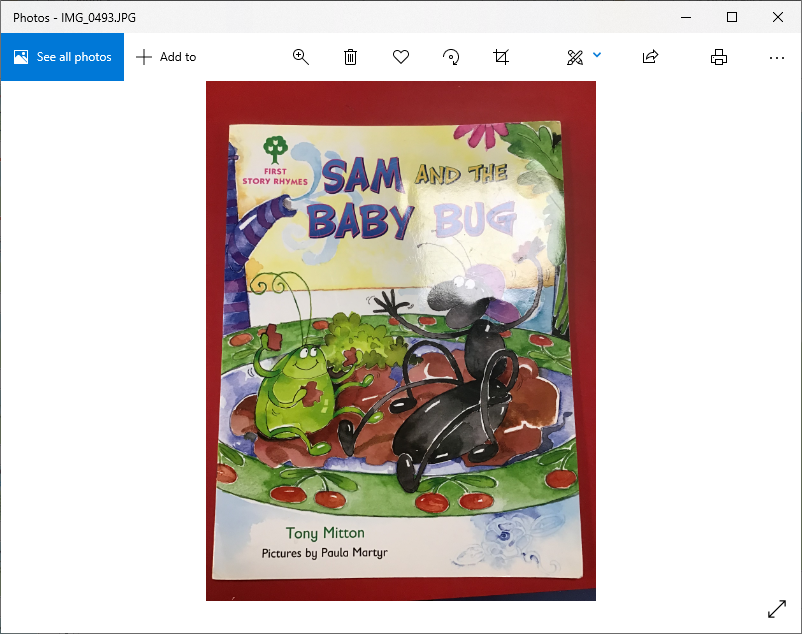 Photos - IMG_0493.JPG
See all photos
Add to
FIRST
STORY RHYMES
SAM AND THE
BABY BUG
Tony Mitton
Pictures by Paula Martyr